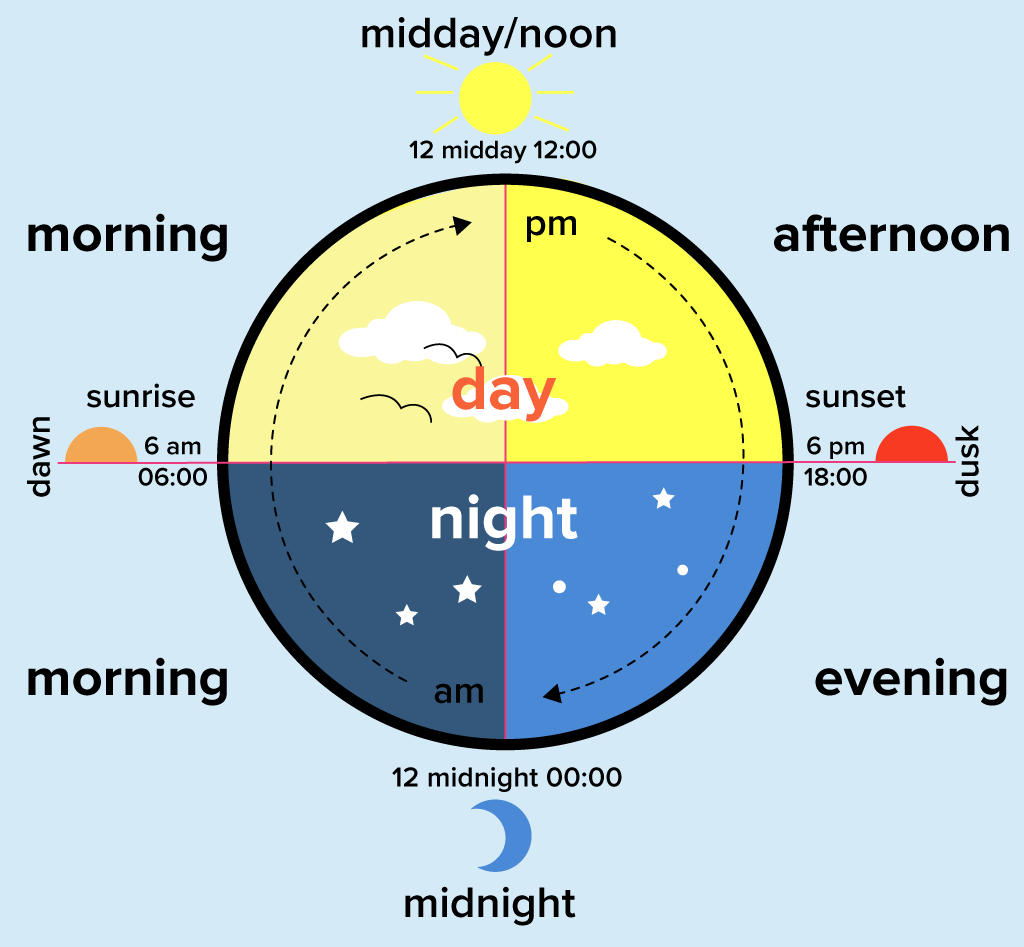 midday/noon
12 midday 12:00
morning
pm
afternoon
day
sunrise
sunset
dawn
6 am
06:00
6 pm
18:00
dusk
night
morning
am
evening
12 midnight 00:00
midnight